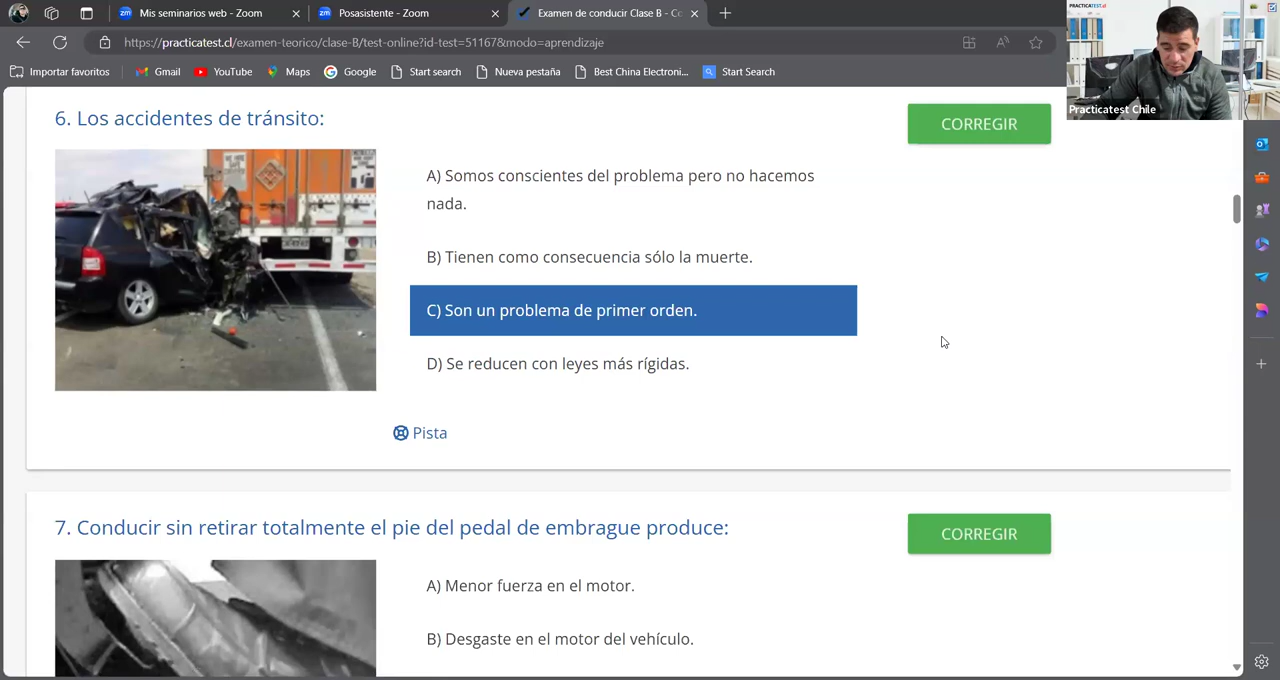 Mis seminarios web - Zoom
Posasistente - Zoom
Examen de conducir Clase B - Co
https://practicatest.cl/examen-teorico/clase-B/test-online?id-test=51167&modo=aprendizaje
Importar favoritos
Gmail
YouTube
Maps
Google
Start search
Nueva pestaña
Best China Electroni...
Start Search
PRACTICATEST.cl
Practicatest Chile
6. Los accidentes de tránsito:
CORREGIR
A) Somos conscientes del problema pero no hacemos
nada.
B) Tienen como consecuencia sólo la muerte.
C) Son un problema de primer orden.
D) Se reducen con leyes más rígidas.
Pista
7. Conducir sin retirar totalmente el pie del pedal de embrague produce:
CORREGIR
A) Menor fuerza en el motor.
B) Desgaste en el motor del vehículo.